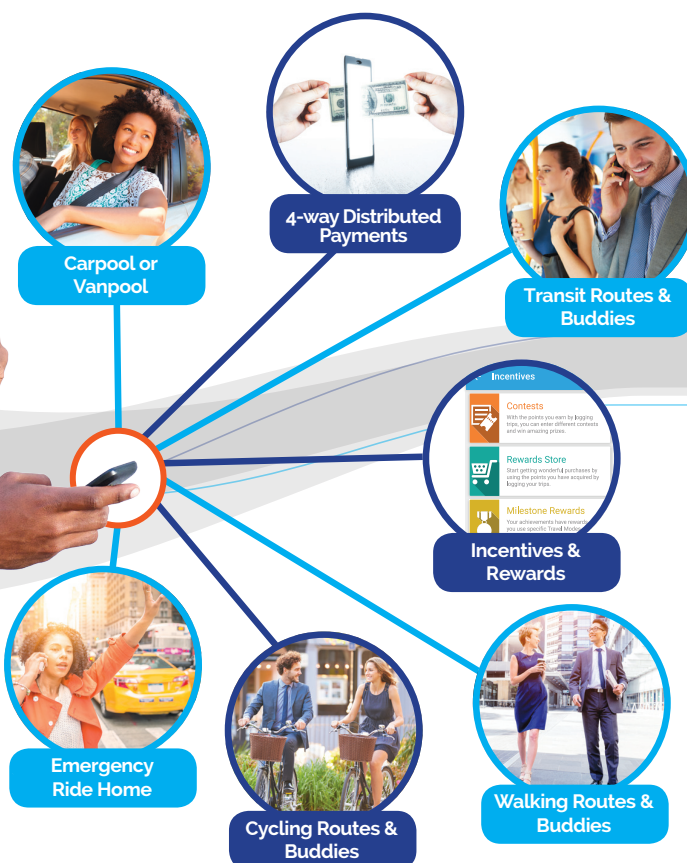 Carpool or
Vanpool
4-way Distributed
Payments
Transit Routes &
Buddies
Incentives
Contests
With the points you earn by logging
trips, you can enter different contests
and win amazing prizes.
Rewards Store
Start getting wonderful purchases by
using the points you have acquired by
logging your trips.
Milestone Rewards
Your achievements have rewards
you use specific Travel Modes
Incentives &
Rewards
Emergency
Ride Home
Cycling Routes &
Buddies
Walking Routes &
Buddies